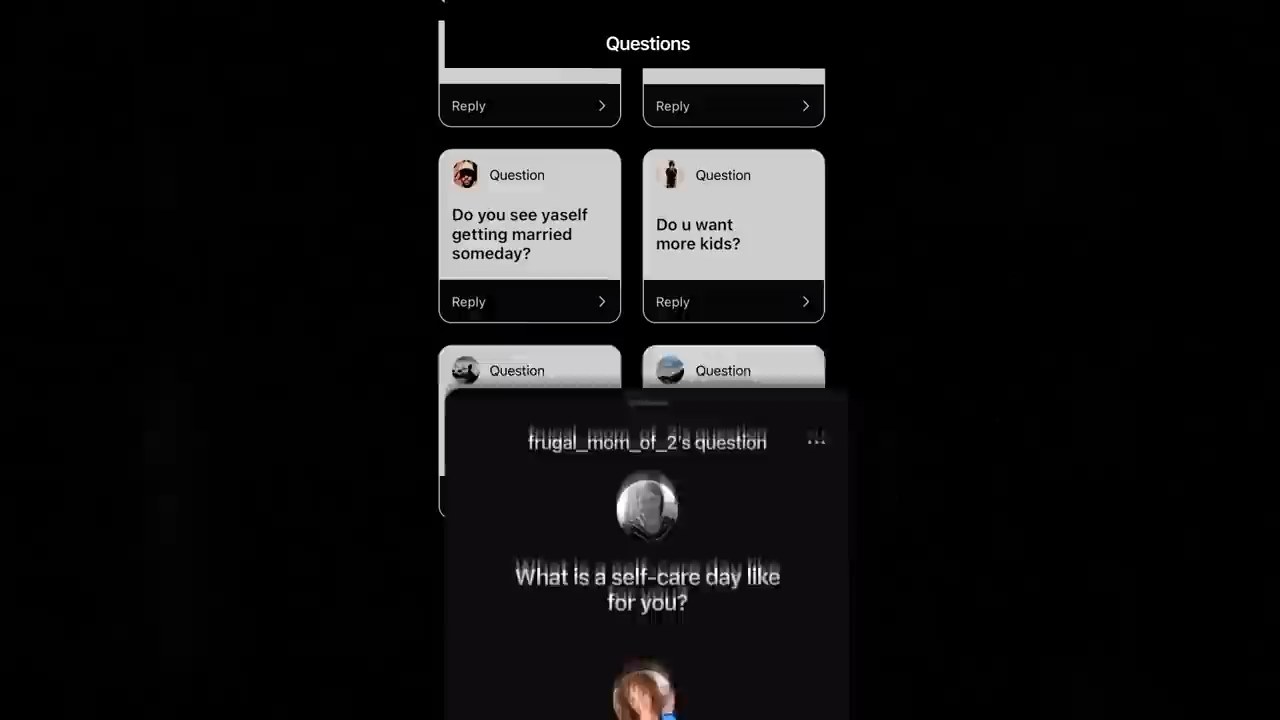 Questions
Reply
Reply
Question
Do you see yaself
getting married
someday?
Reply
Question
Do u want
more kids?
Reply
Question
Question
frugal_mom_of_2's question
What is a self-care day like
for you?